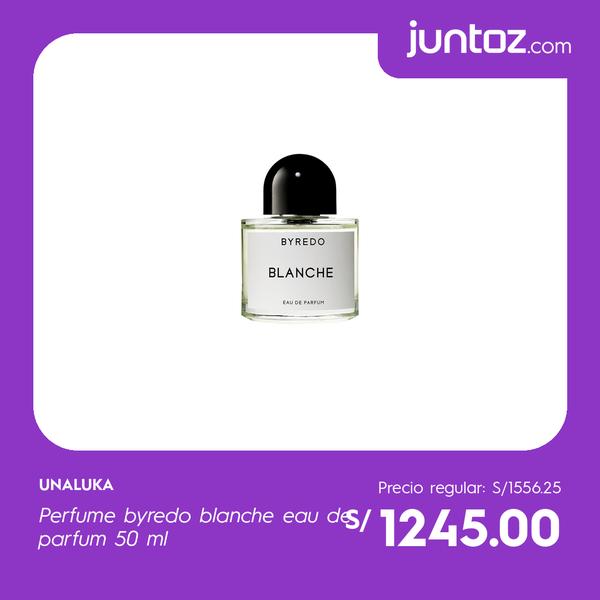 juntoz.com
BYREDO
BLANCHE
EAU DE PARFUM
UNALUKA
Perfume byredo blanche eau de
parfum 50 ml
Precio regular: S/1556.25
S/ 1245.00